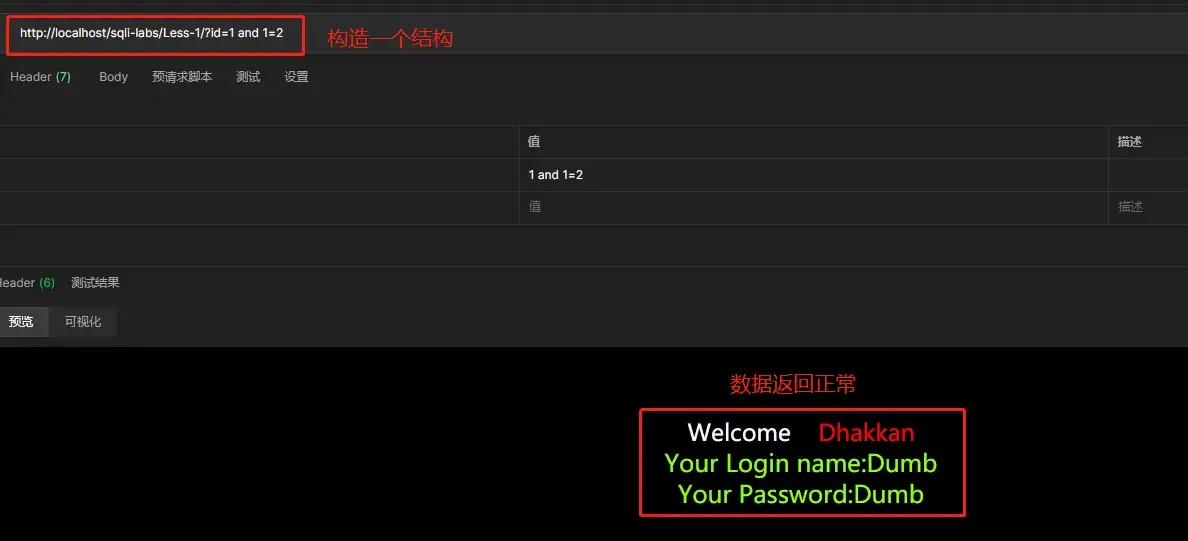 http://localhost/sqli-labs/Less-1/?id=1 and 1=2 构造一个结构
Header (7) Body 预请求脚本 测试 设置
值 描述
1 and 1=2
值 描述
Header (6) 测试结果
预览 可视化
数据返回正常
Welcome Dhakkan
Your Login name:Dumb
Your Password:Dumb